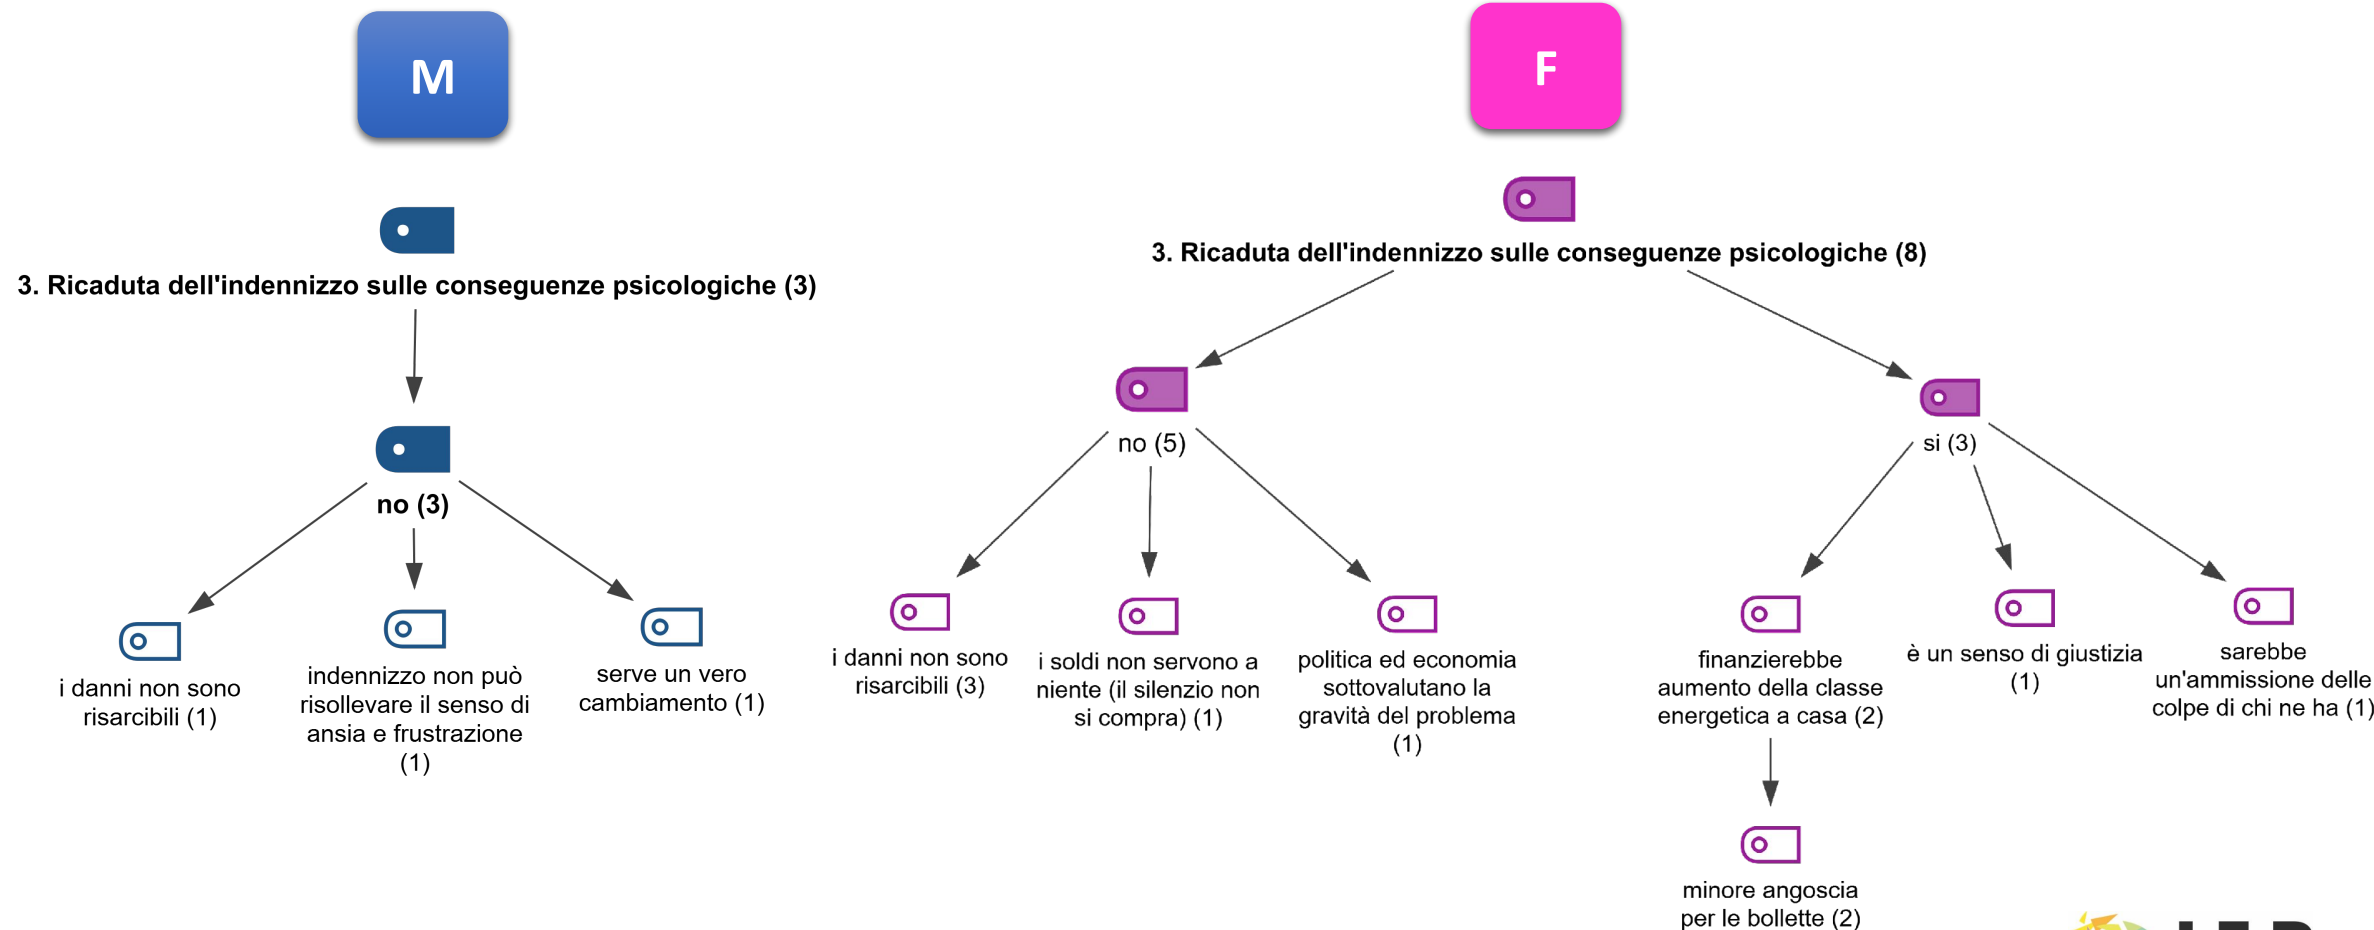 M
F
3. Ricaduta dell'indennizzo sulle conseguenze psicologiche (3)
no (3)
i danni non sono
risarcibili (1)
indennizzo non può
risollevare il senso di
ansia e frustrazione
(1)
serve un vero
cambiamento (1)
3. Ricaduta dell'indennizzo sulle conseguenze psicologiche (8)
no (5)
si (3)
i danni non sono
risarcibili (3)
i soldi non servono a
niente (il silenzio non
si compra) (1)
politica ed economia
sottovalutano la
gravità del problema
(1)
finanzierebbe
aumento della classe
energetica a casa (2)
è un senso di giustizia
(1)
sarebbe
un'ammissione delle
colpe di chi ne ha (1)
minore angoscia
per le bollette (2)